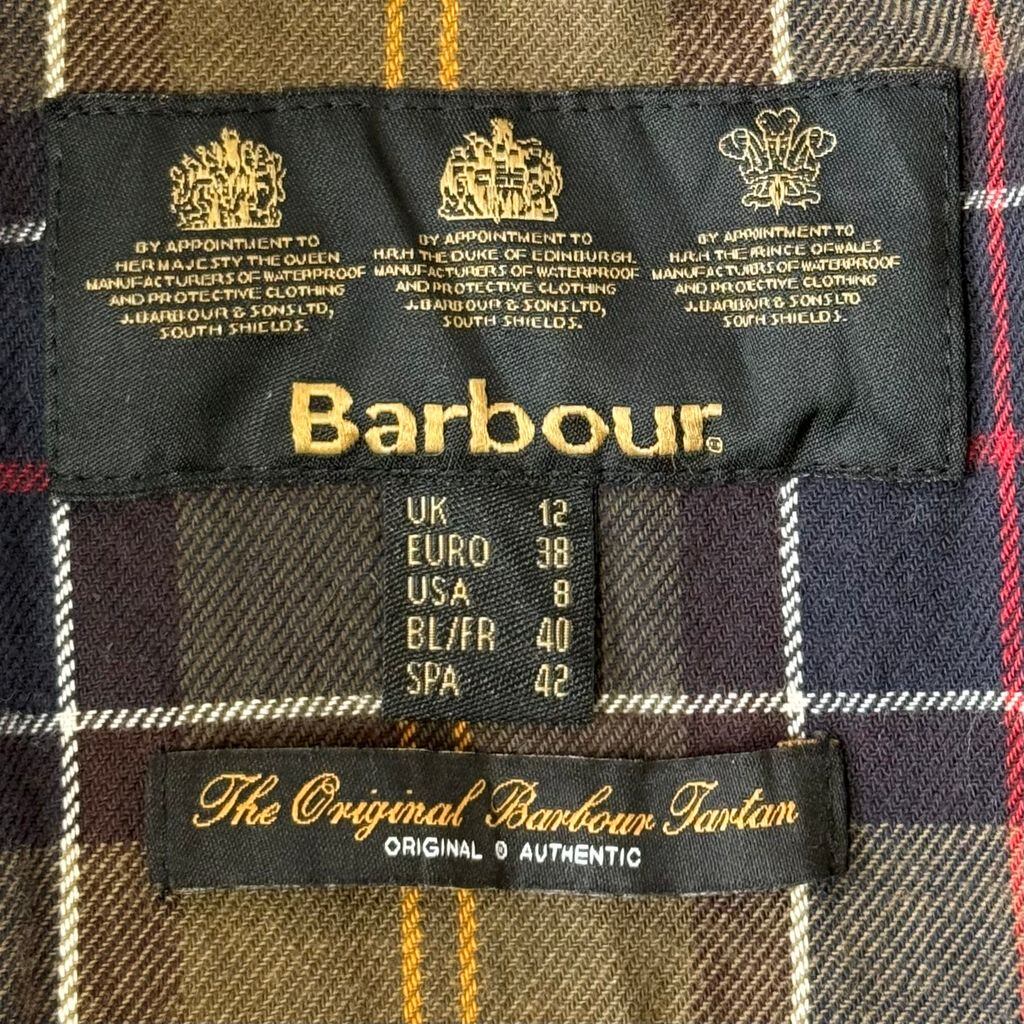 BY APPOINTMENT TO
HER MAJESTY THE QUEEN
MANUFACTURERS OF WATERPROOF
AND PROTECTIVE CLOTHING
J. BARBOUR & SONS LTD,
SOUTH SHIELDS.
BY APPOINTMENT TO
H.R.H THE DUKE OF EDINBURGH,
MANUFACTURERS OF WATERPROOF
AND PROTECTIVE CLOTHING
J. BARBOUR & SONS LTD,
SOUTH SHIELDS.
BY APPOINTMENT TO
H.R.H THE PRINCE OF WALES
MANUFACTURERS OF WATERPROOF
AND PROTECTIVE CLOTHING
J. BARBOUR & SONS LTD
SOUTH SHIELDS.
Barbour®
UK 12
EURO 38
USA 8
BL/FR 40
SPA 42
The Original Barbour Tartan
ORIGINAL & AUTHENTIC